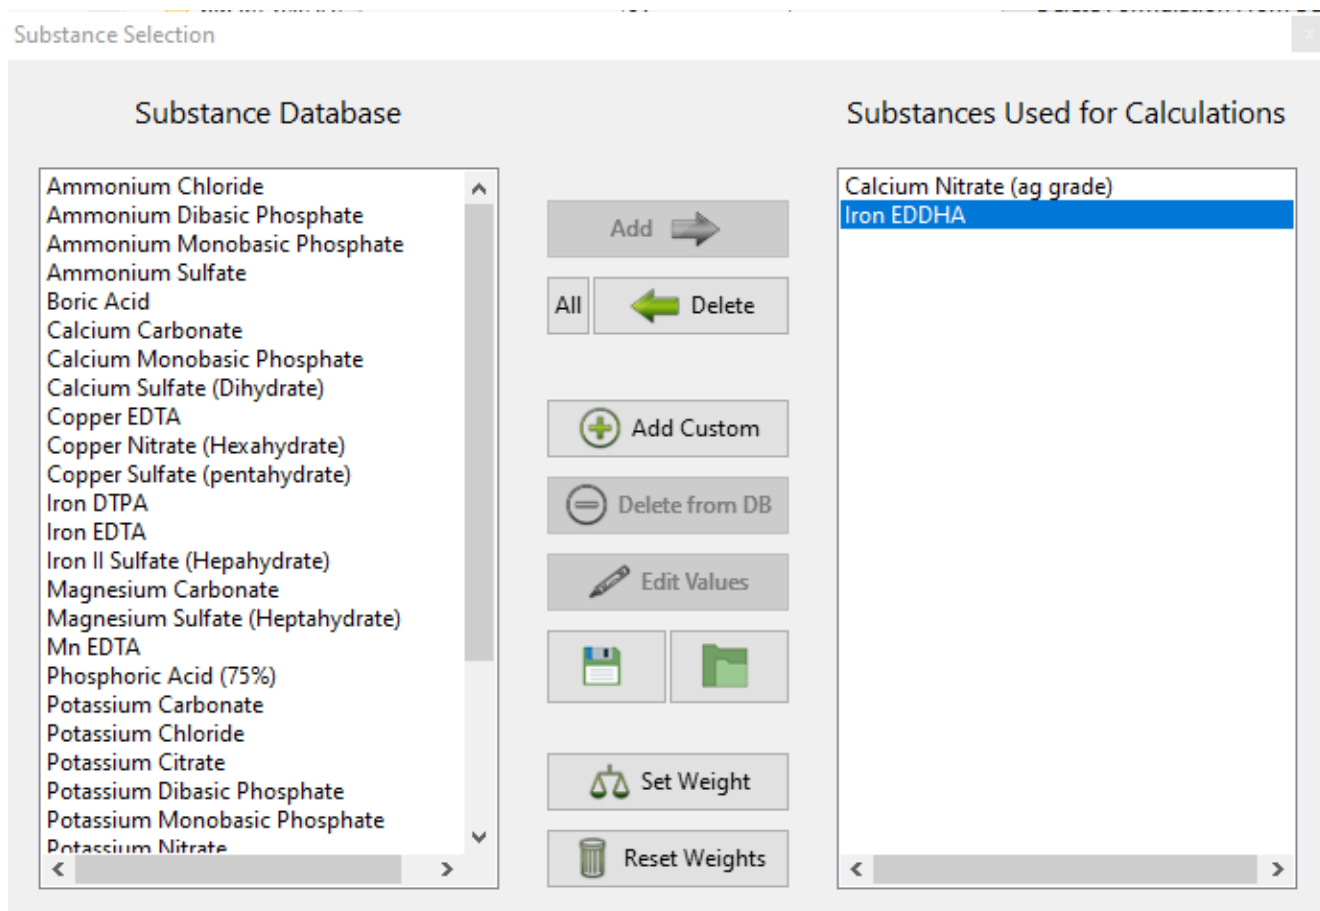 Substance Selection
x
Substance Database
Substances Used for Calculations
Ammonium Chloride
Ammonium Dibasic Phosphate
Ammonium Monobasic Phosphate
Ammonium Sulfate
Boric Acid
Calcium Carbonate
Calcium Monobasic Phosphate
Calcium Sulfate (Dihydrate)
Copper EDTA
Copper Nitrate (Hexahydrate)
Copper Sulfate (pentahydrate)
Iron DTPA
Iron EDTA
Iron II Sulfate (Hepahydrate)
Magnesium Carbonate
Magnesium Sulfate (Heptahydrate)
Mn EDTA
Phosphoric Acid (75%)
Potassium Carbonate
Potassium Chloride
Potassium Citrate
Potassium Dibasic Phosphate
Potassium Monobasic Phosphate
Potassium Nitrate
Add
All
Delete
Add Custom
Delete from DB
Edit Values
Set Weight
Reset Weights
Calcium Nitrate (ag grade)
Iron EDDHA